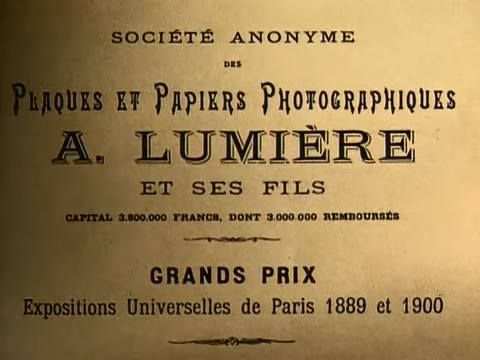 SOCIÉTÉ ANONYME
DES
PLAQUES ET PAPIERS PHOTOGRAPHIQUES
A. LUMIÈRE
ET SES FILS
CAPITAL 3.800.000 FRANCS, DONT 3.000.000 REMBOURSÉS
GRANDS PRIX
Expositions Universelles de Paris 1889 et 1900